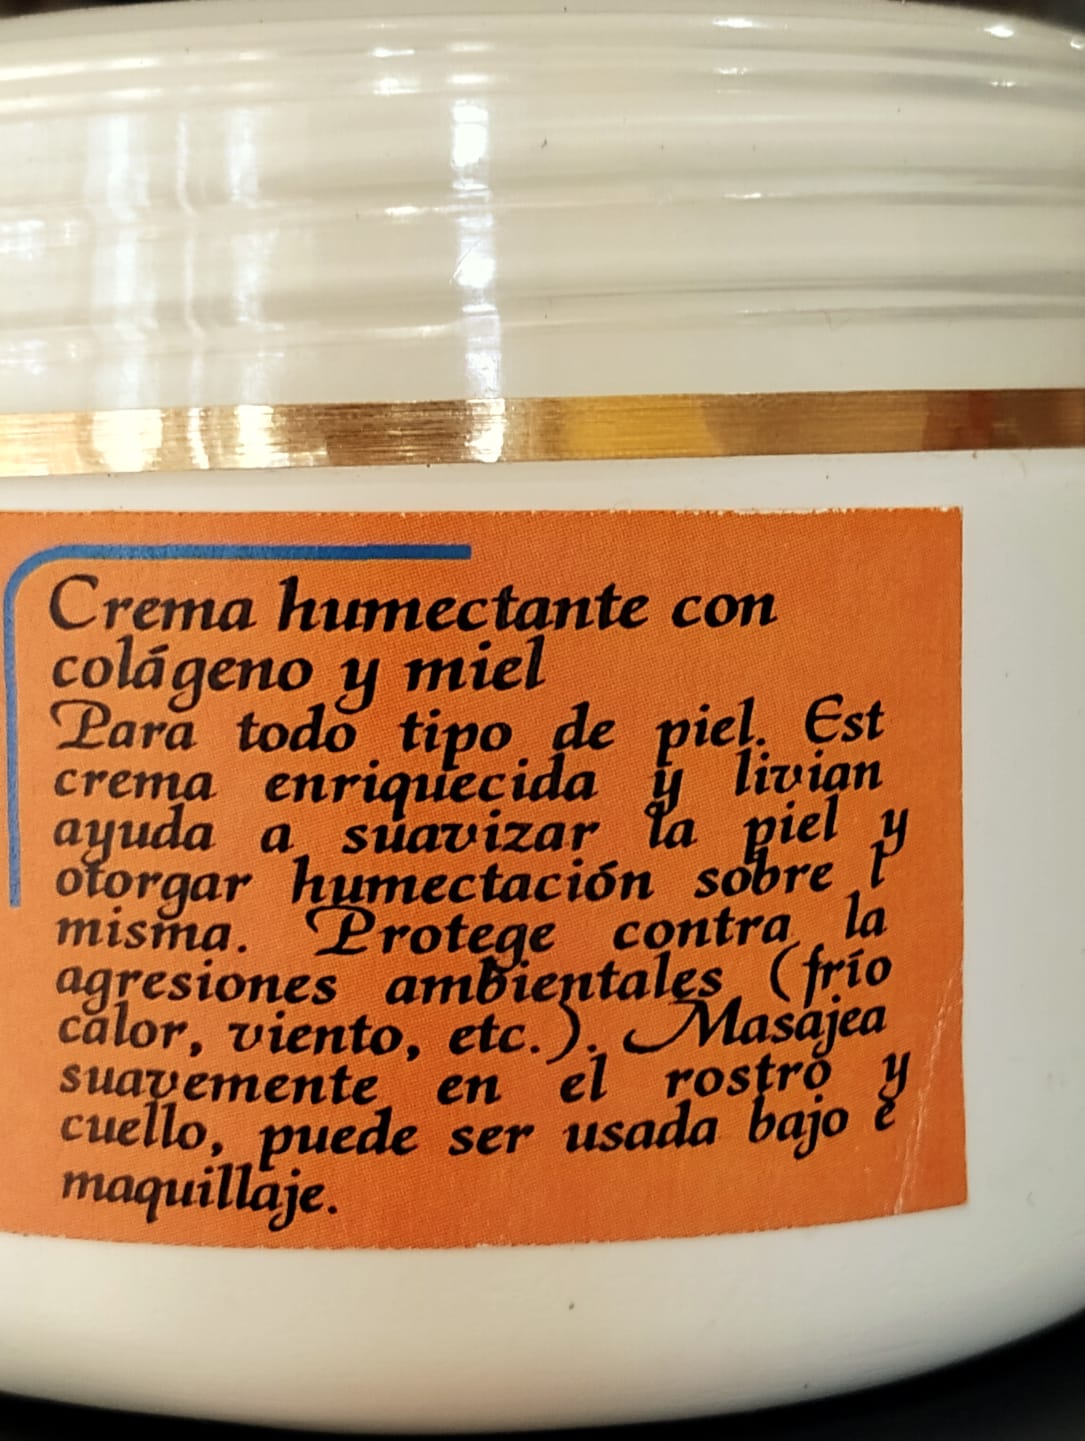 Crema humectante con
colágeno y miel
Para todo tipo de piel. Est
crema enriquecida y livian
ayuda a suavizar la piel y
otorgar humectación sobre l
misma. Protege contra la
agresiones ambientales (frío
calor, viento, etc.). Masajea
suavemente en el rostro y
cuello, puede ser usada bajo e
maquillaje.